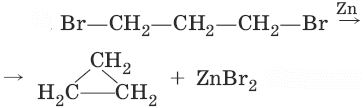 Br—CH₂—CH₂—CH₂—Br Zn→
→ CH₂
H₂C—CH₂ + ZnBr₂